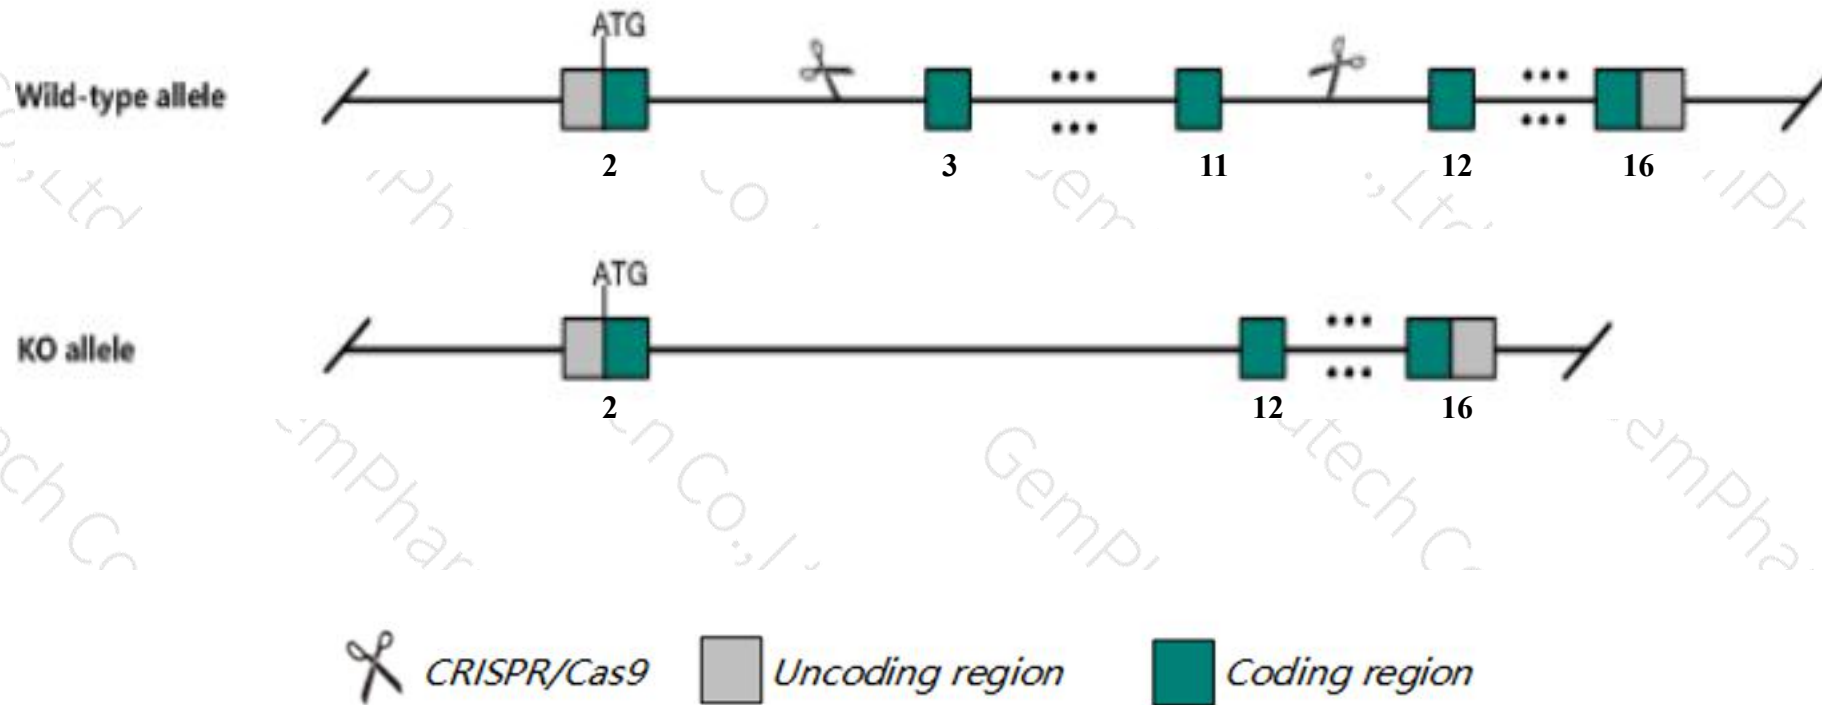 ATG
Wild-type allele
2 3 11 12 16
ATG
KO allele
2 12 16
CRISPR/Cas9 Uncoding region Coding region
GemPh